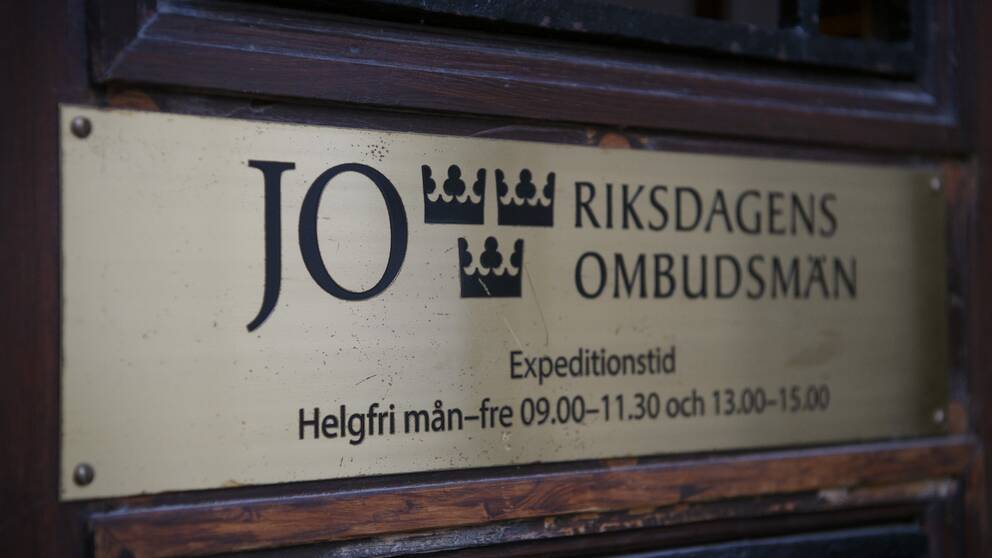 JO RIKSDAGENS
OMBUDSMÄN
Expeditionstid
Helgfri mån–fre 09.00–11.30 och 13.00–15.00